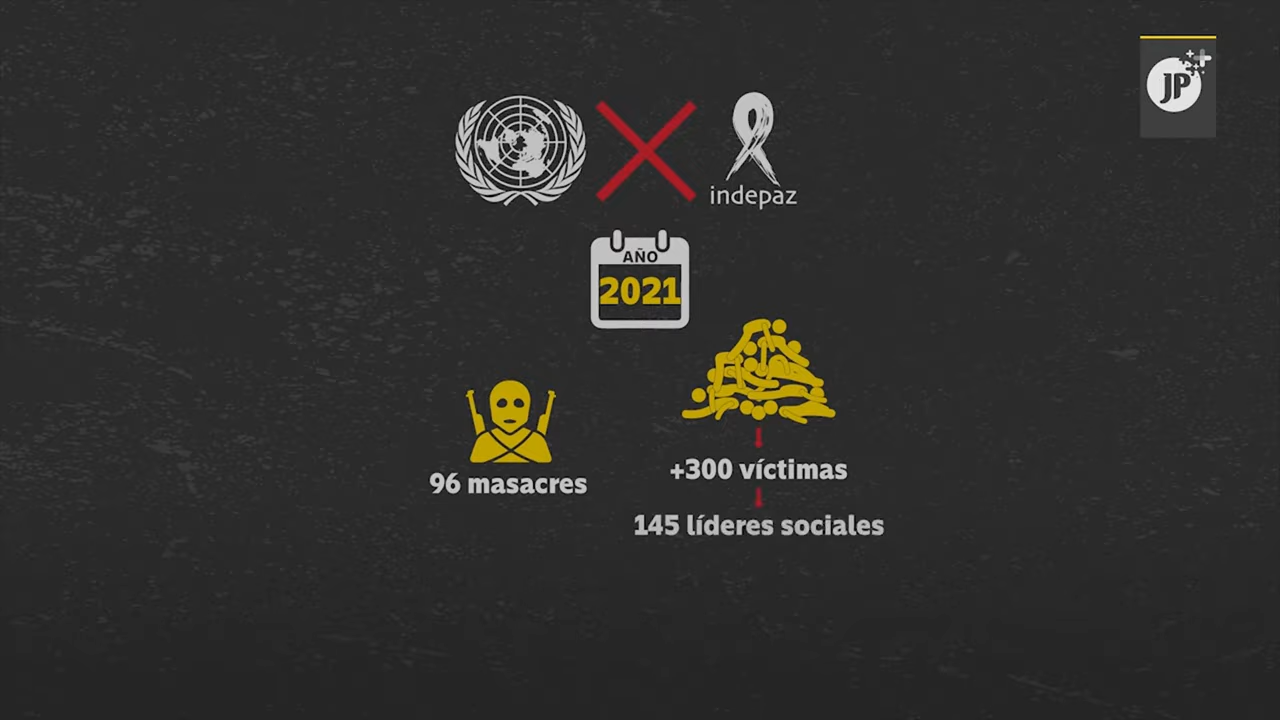 JP
indepaz
AÑO
2021
96 masacres
+300 víctimas
145 líderes sociales